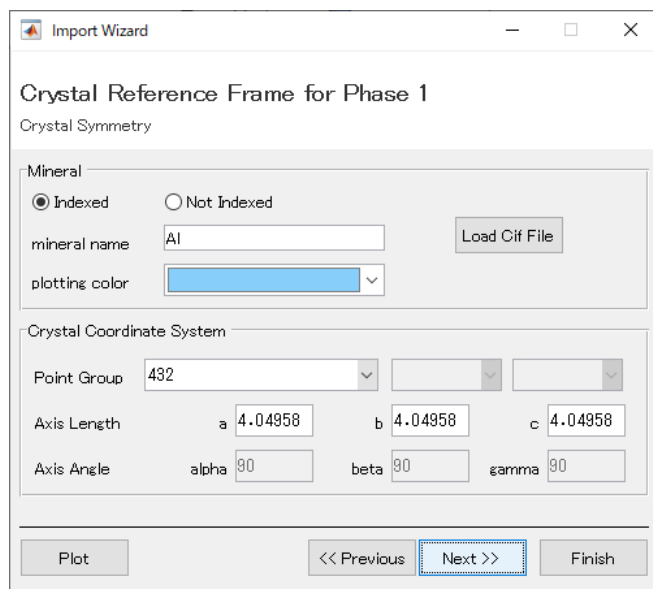 Import Wizard
Crystal Reference Frame for Phase 1
Crystal Symmetry
Mineral
Indexed Not Indexed
mineral name Al Load Cif File
plotting color
Crystal Coordinate System
Point Group 432
Axis Length a 4.04958 b 4.04958 c 4.04958
Axis Angle alpha 90 beta 90 gamma 90
Plot << Previous Next >> Finish